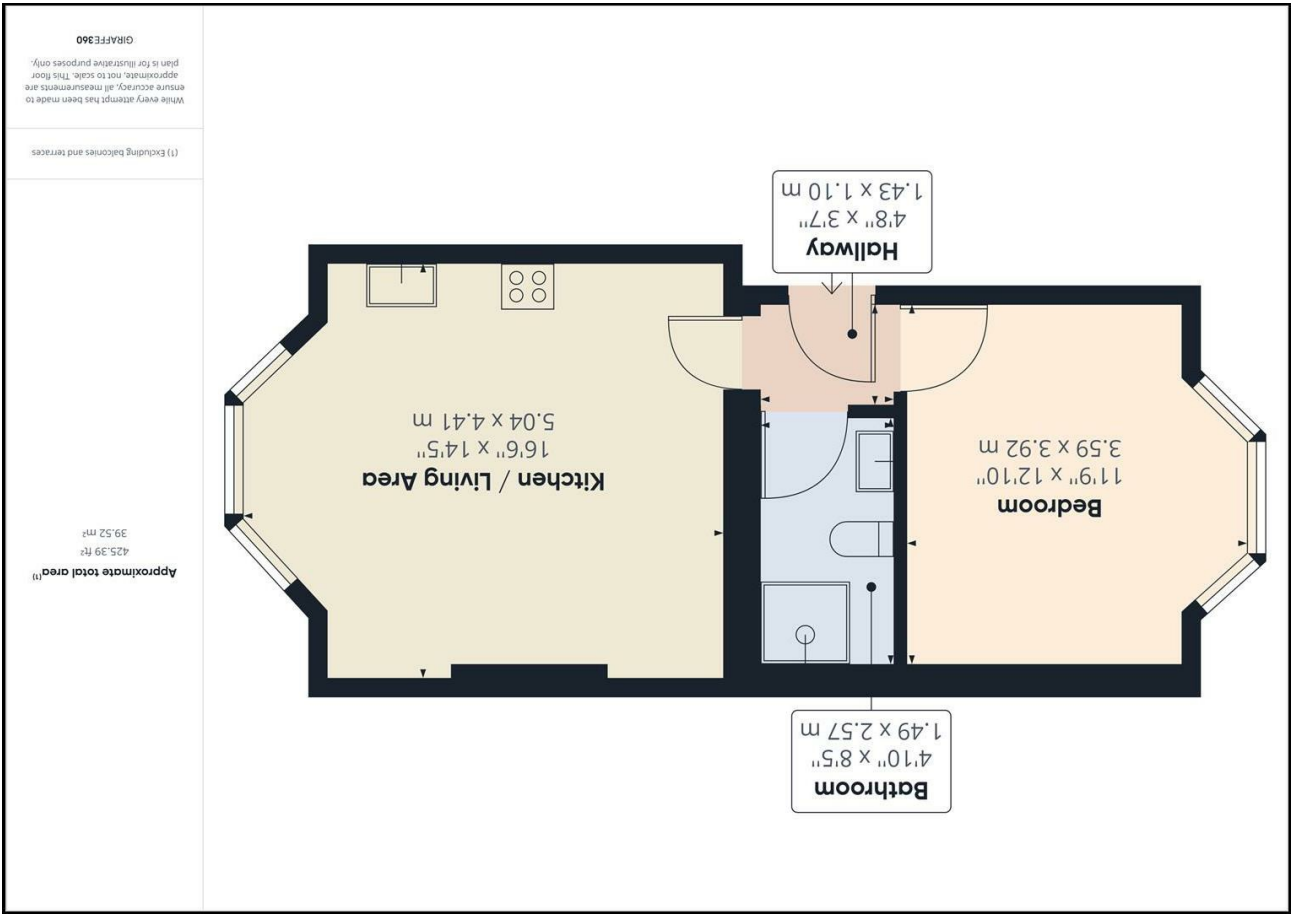 Bathroom
4'10" x 8'5"
1.49 x 2.57 m
Bedroom
11'9" x 12'10"
3.59 x 3.92 m
Kitchen / Living Area
16'6" x 14'5"
5.04 x 4.41 m
Hallway
4'8" x 3'7"
1.43 x 1.10 m
Approximate total area(1)
425.39 ft²
39.52 m²
(1) Excluding balconies and terraces
While every attempt has been made to
ensure accuracy, all measurements are
approximate, not to scale. This floor
plan is for illustrative purposes only.
GIRAFFE360